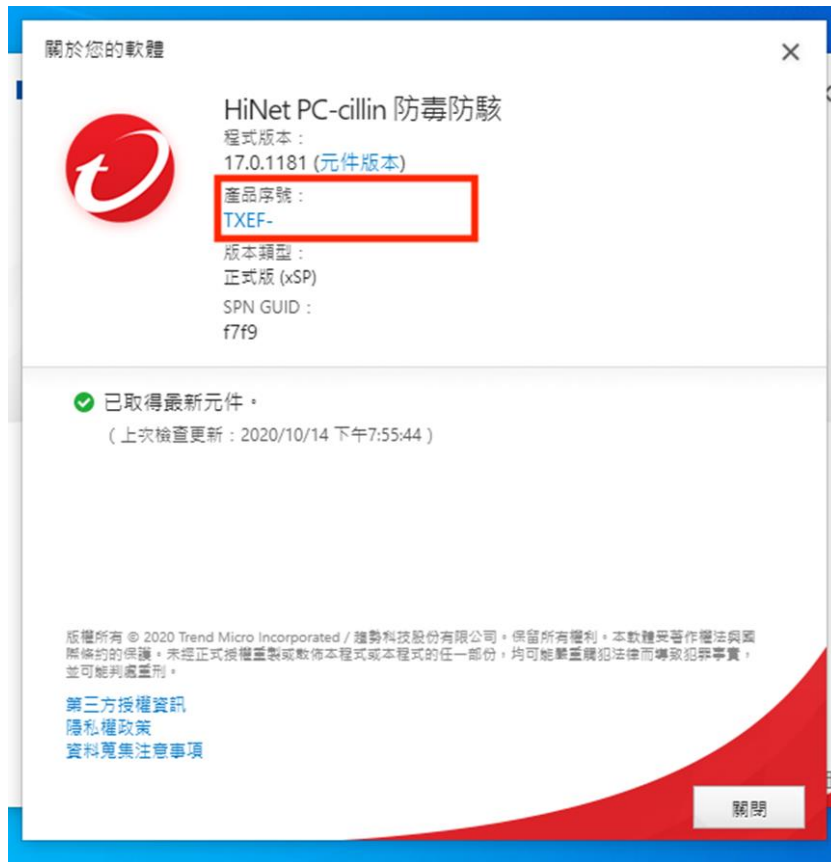 關於您的軟體
HiNet PC-cillin 防毒防駭
程式版本：
17.0.1181 (元件版本)
產品序號：
TXEF-
版本類型：
正式版 (xSP)
SPN GUID：
f7f9
已取得最新元件。
（上次檢查更新：2020/10/14 下午7:55:44）
版權所有 © 2020 Trend Micro Incorporated / 趨勢科技股份有限公司。保留所有權利。本軟體受著作權法與國
際條約的保護。未經正式授權重製或散佈本程式或本程式的任一部份，均可能嚴重觸犯法律而導致犯罪事實，
並可能判處重刑。
第三方授權資訊
隱私權政策
資料蒐集注意事項
關閉